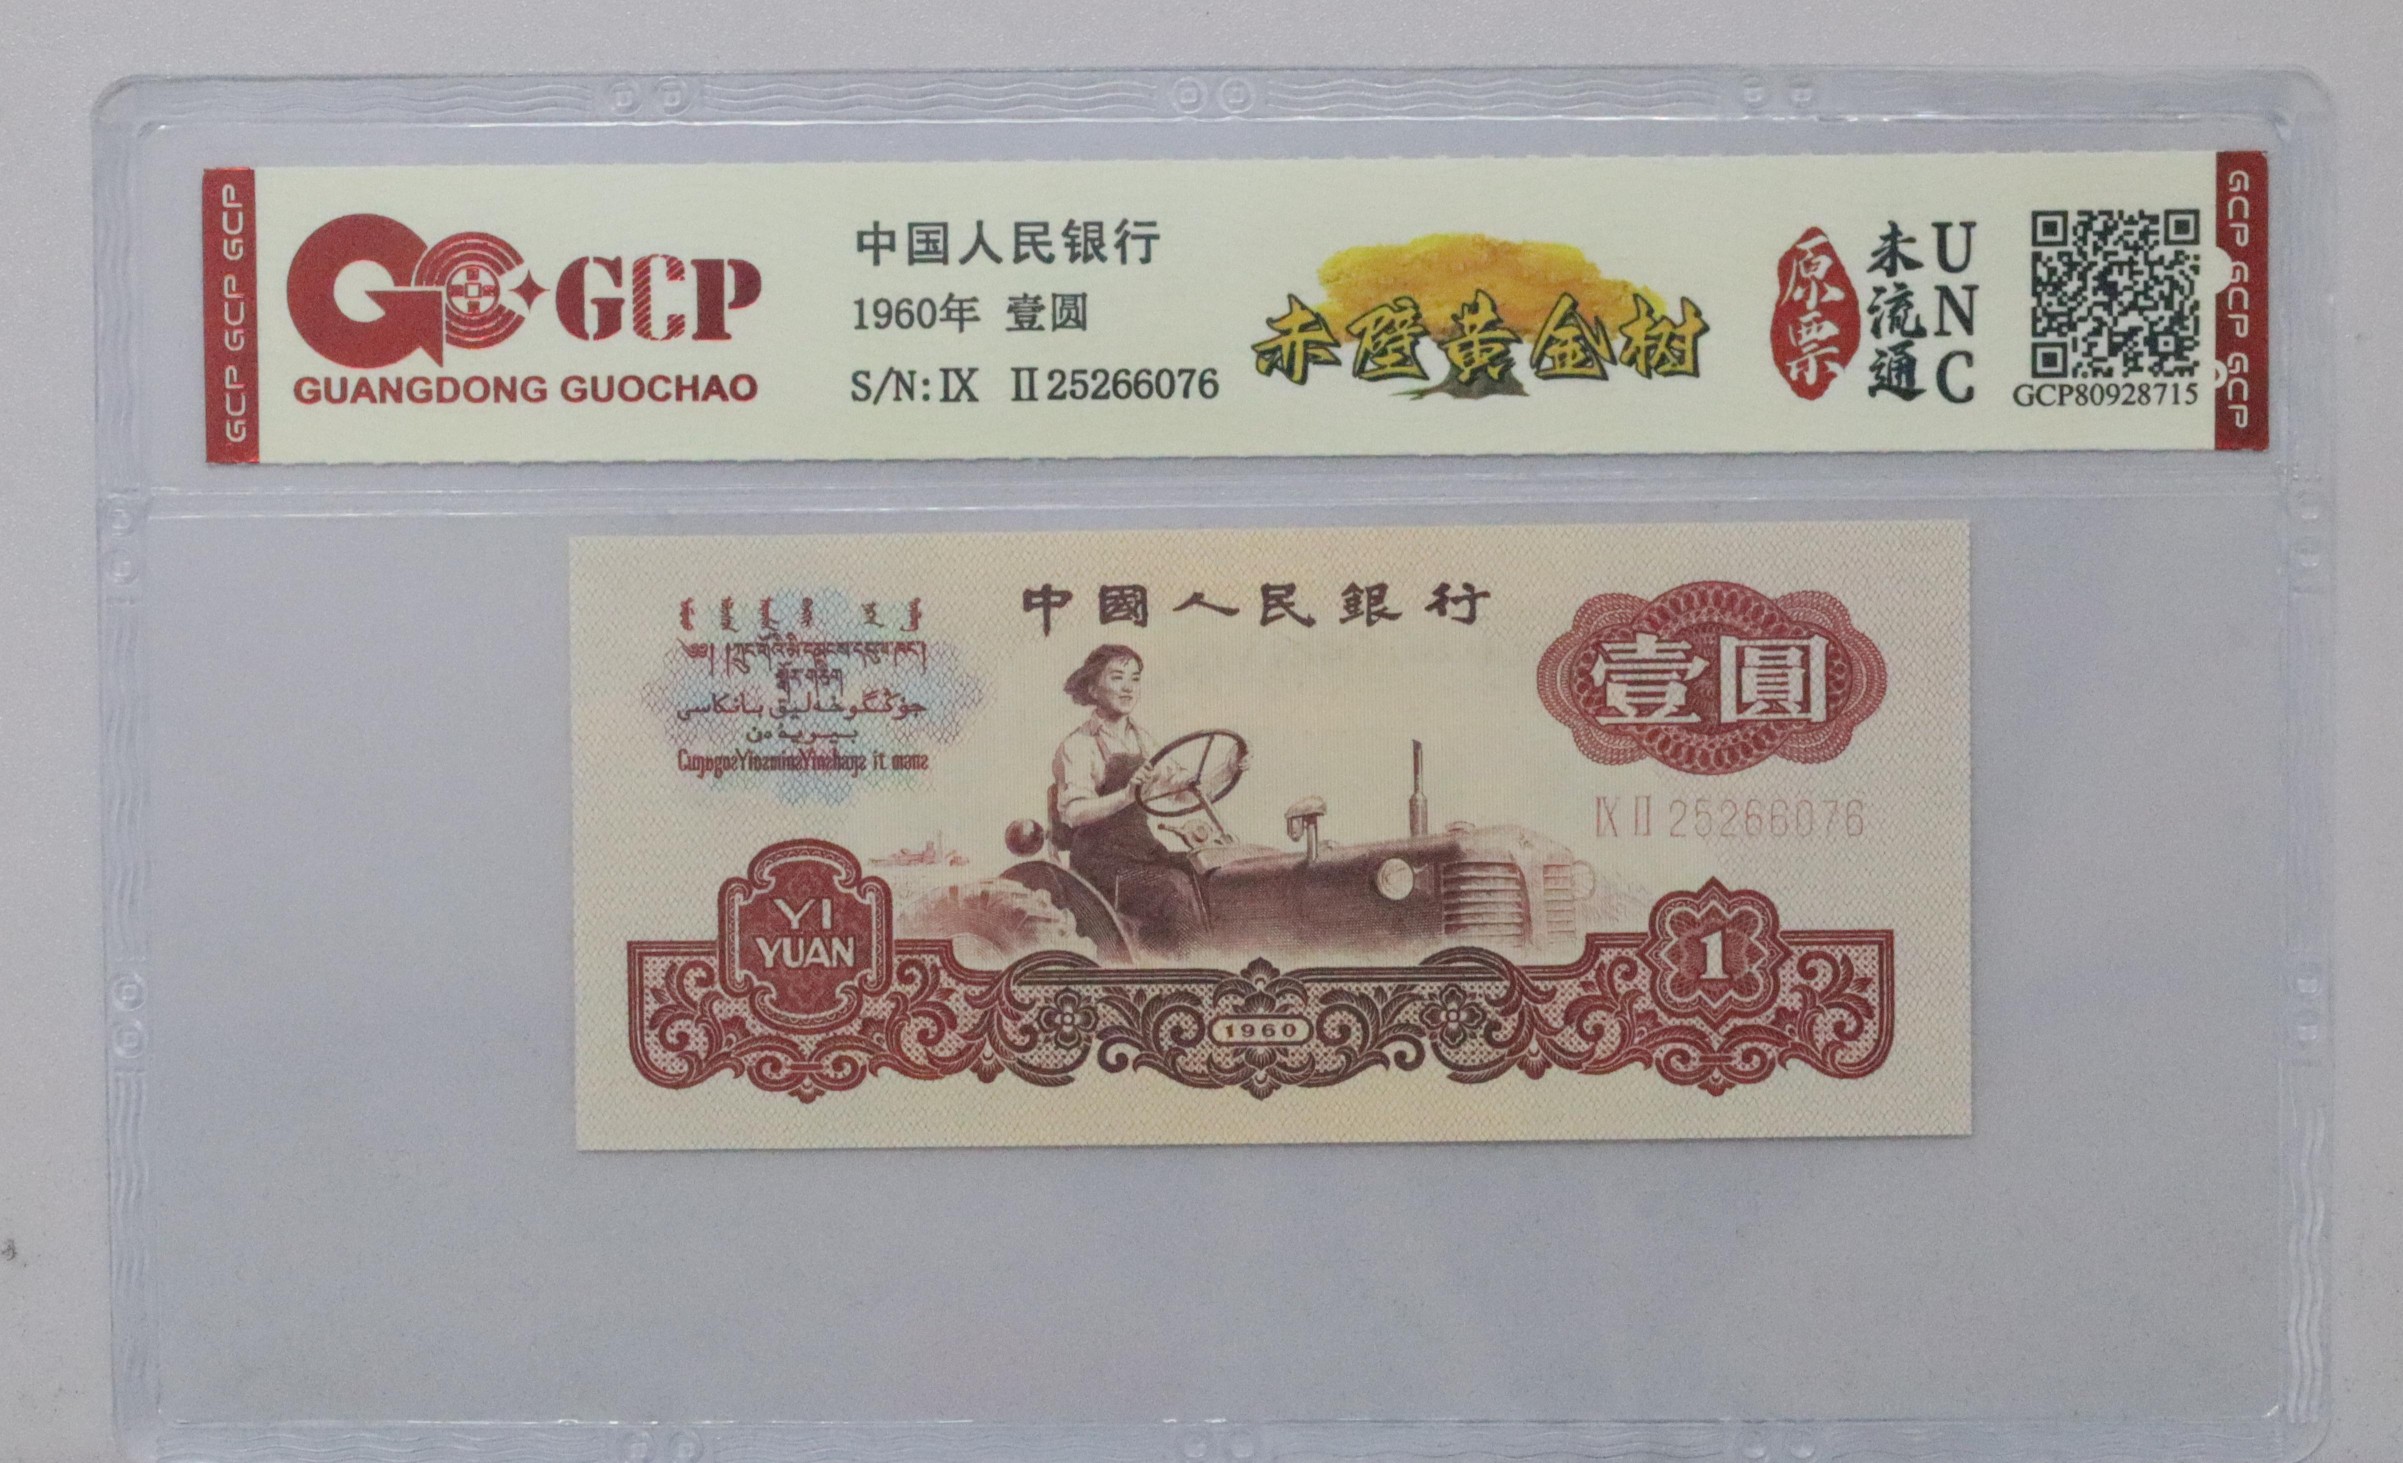 GCP GCP GCP
GCP
GUANGDONG GUOCHAO
中国人民银行
1960年 壹圆
S/N: IX II 25266076
赤壁黄金树
原票
未流通
UNC
GCP80928715
GCP GCP GCP
中國人民銀行
壹圓
IX II 25266076
YI
YUAN
1960
1